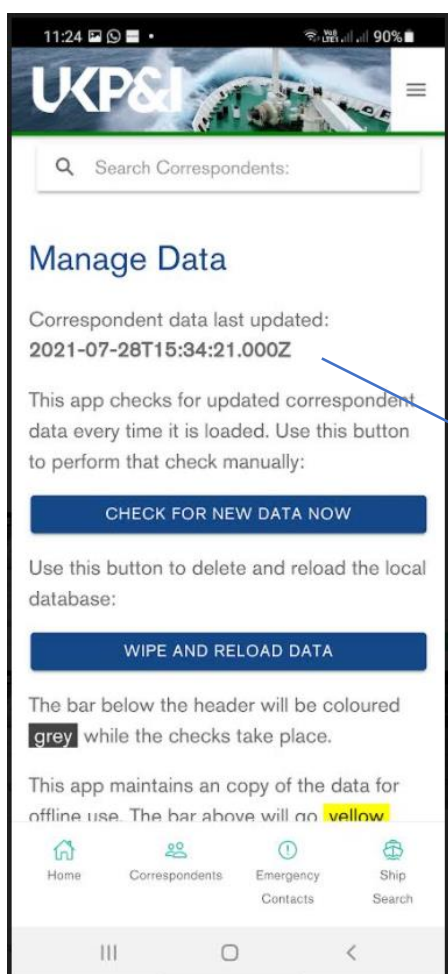 11:24
VoB
LTE1
90%
UKP&I
Search Correspondents:
Manage Data
Correspondent data last updated:
2021-07-28T15:34:21.000Z
This app checks for updated correspondent
data every time it is loaded. Use this button
to perform that check manually:
CHECK FOR NEW DATA NOW
Use this button to delete and reload the local
database:
WIPE AND RELOAD DATA
The bar below the header will be coloured
grey while the checks take place.
This app maintains an copy of the data for
offline use. The bar above will go yellow
Home
Correspondents
Emergency
Contacts
Ship
Search